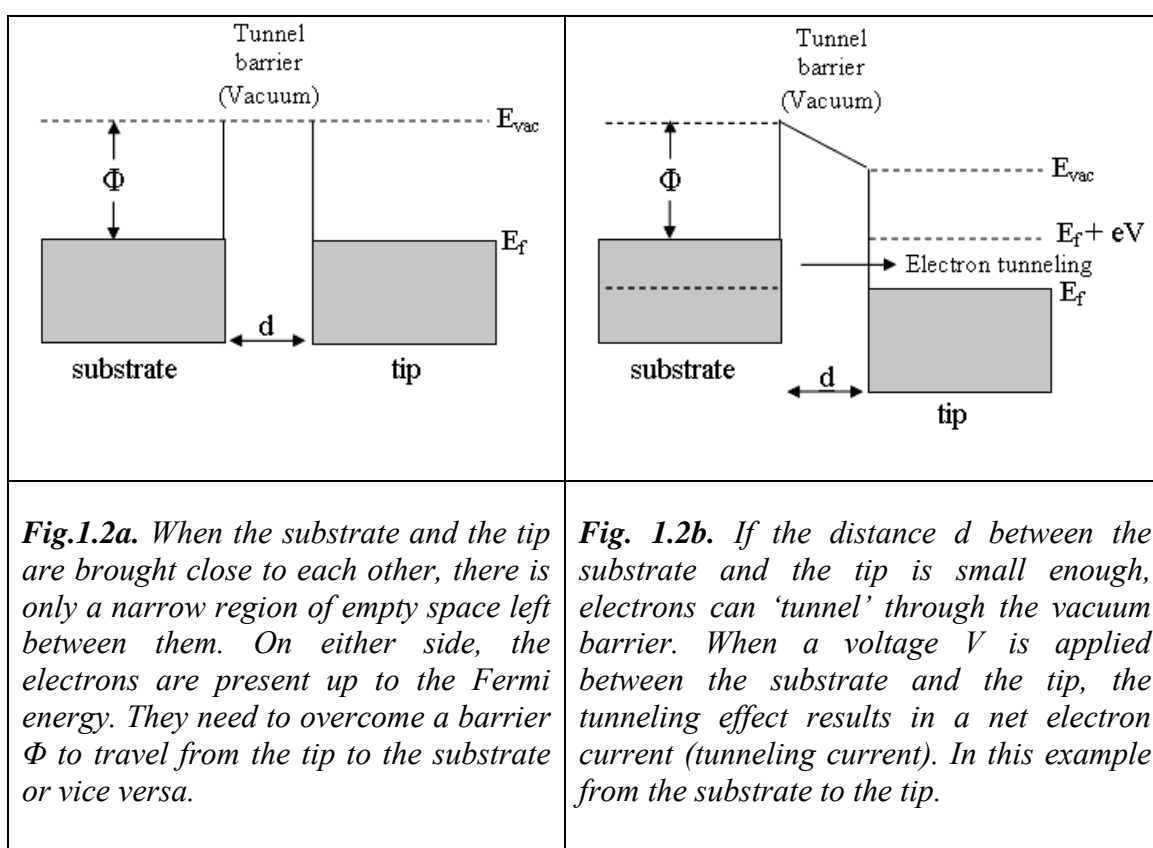 Tunnel
barrier
(Vacuum)
E_vac
Φ
E_f
d
substrate
tip
Tunnel
barrier
(Vacuum)
Φ
E_vac
E_f + eV
Electron tunneling
E_f
substrate
d
tip
Fig.1.2a. When the substrate and the tip
are brought close to each other, there is
only a narrow region of empty space left
between them. On either side, the
electrons are present up to the Fermi
energy. They need to overcome a barrier
Φ to travel from the tip to the substrate
or vice versa.
Fig. 1.2b. If the distance d between the
substrate and the tip is small enough,
electrons can ‘tunnel’ through the vacuum
barrier. When a voltage V is applied
between the substrate and the tip, the
tunneling effect results in a net electron
current (tunneling current). In this example
from the substrate to the tip.